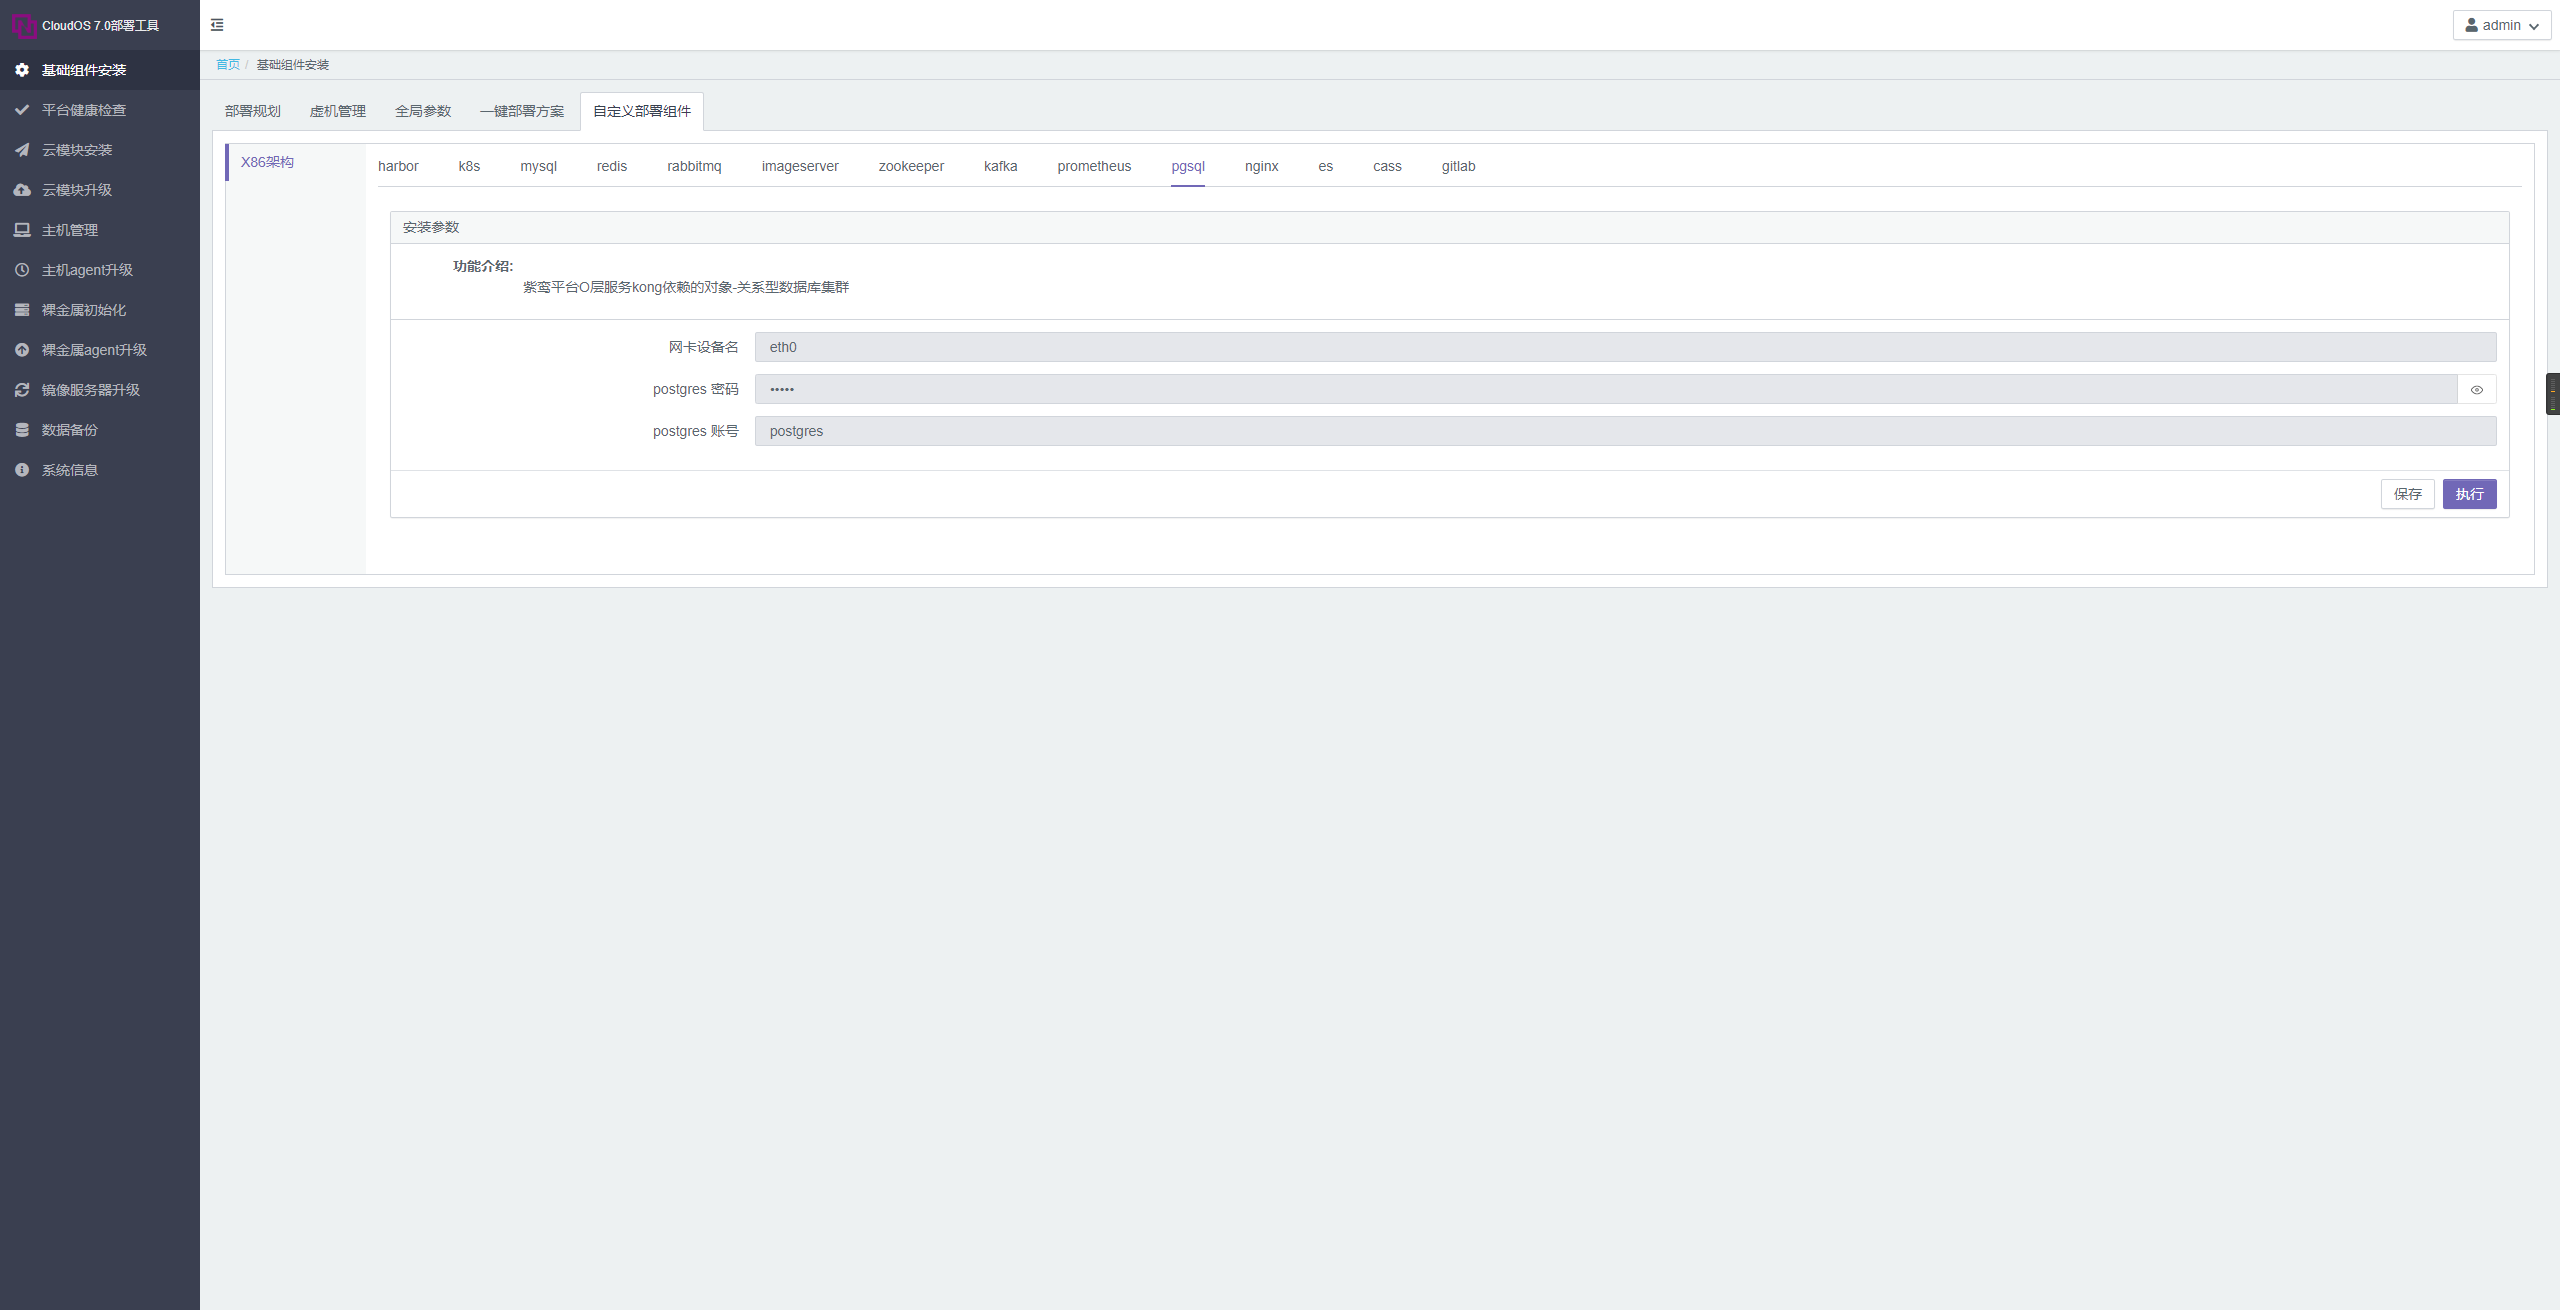 CloudOS 7.0部署工具
admin
基础组件安装
平台健康检查
云模块安装
云模块升级
主机管理
主机agent升级
裸金属初始化
裸金属agent升级
镜像服务器升级
数据备份
系统信息
首页 / 基础组件安装
部署规划 虚机管理 全局参数 一键部署方案 自定义部署组件
X86架构
harbor k8s mysql redis rabbitmq imageserver zookeeper kafka prometheus pgsql nginx es cass gitlab
安装参数
功能介绍:
紫鸾平台O层服务kong依赖的对象-关系型数据库集群
网卡设备名 eth0
postgres 密码 •••••
postgres 账号 postgres
保存 执行